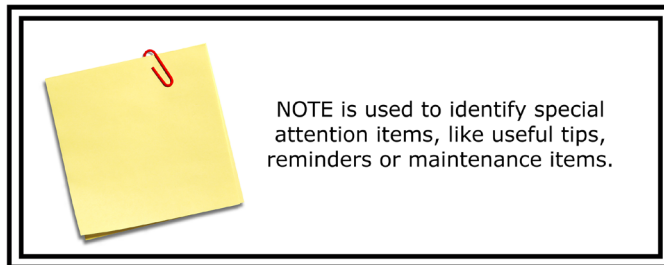 NOTE is used to identify special
attention items, like useful tips,
reminders or maintenance items.